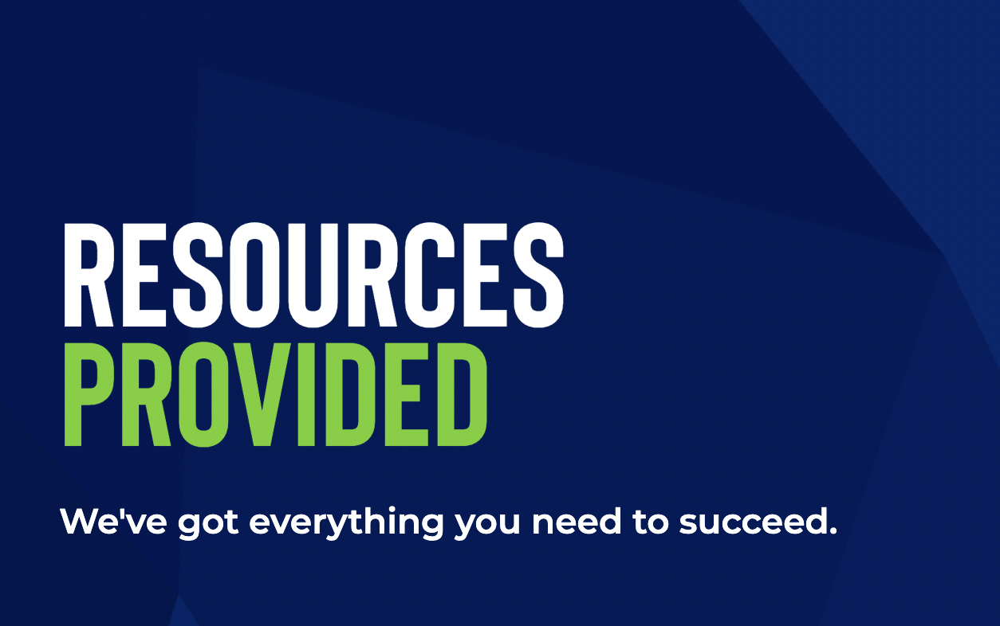 RESOURCES
PROVIDED
We've got everything you need to succeed.